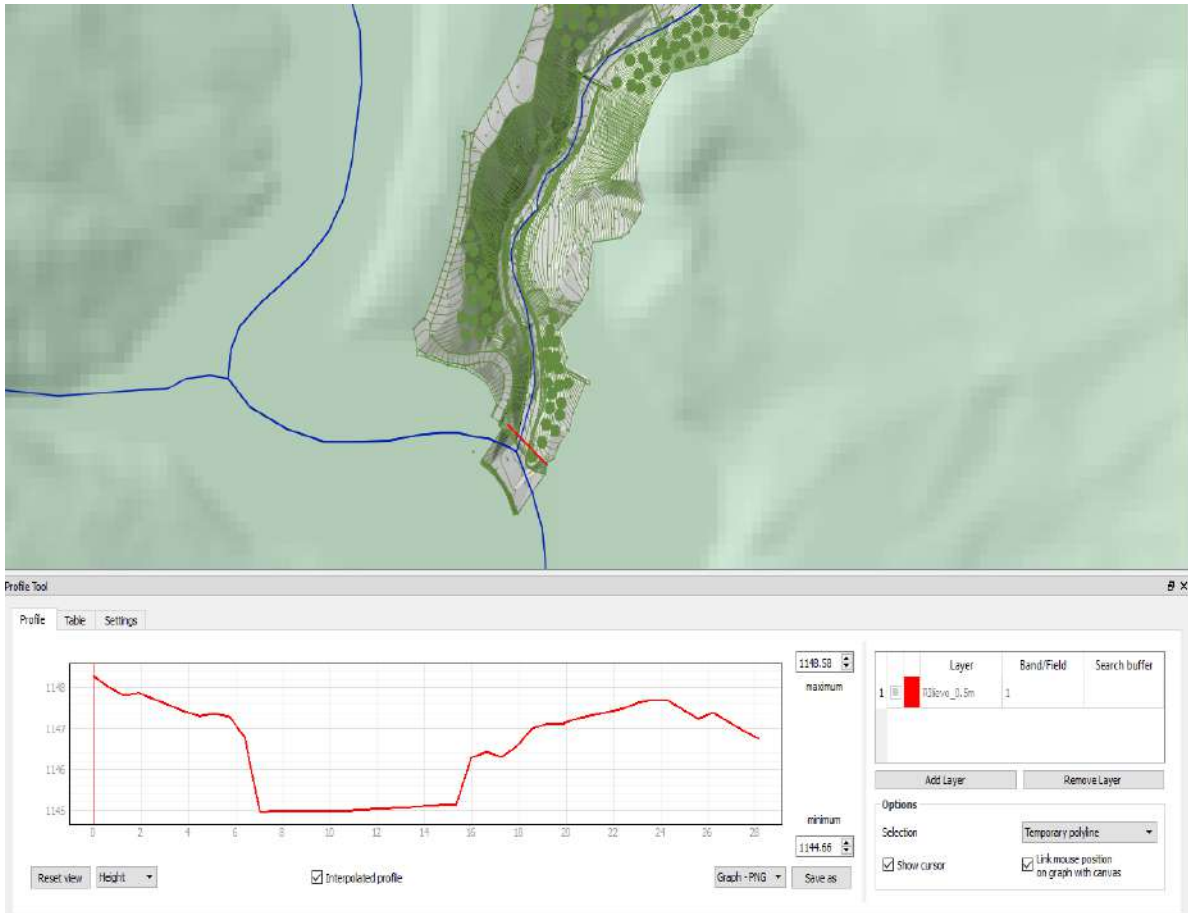 Profile Tool
Profile Table Settings
1148
1147
1146
1145
0 2 4 6 8 10 12 14 16 18 20 22 24 26 28
1148.58
maximum
minimum
1144.66
Layer Band/Field Search buffer
1 RIlievo_0.5m 1
Add Layer Remove Layer
Options
Selection Temporary polyline
Show cursor Link mouse position
on graph with canvas
Reset view Height Interpolated profile Graph - PNG Save as